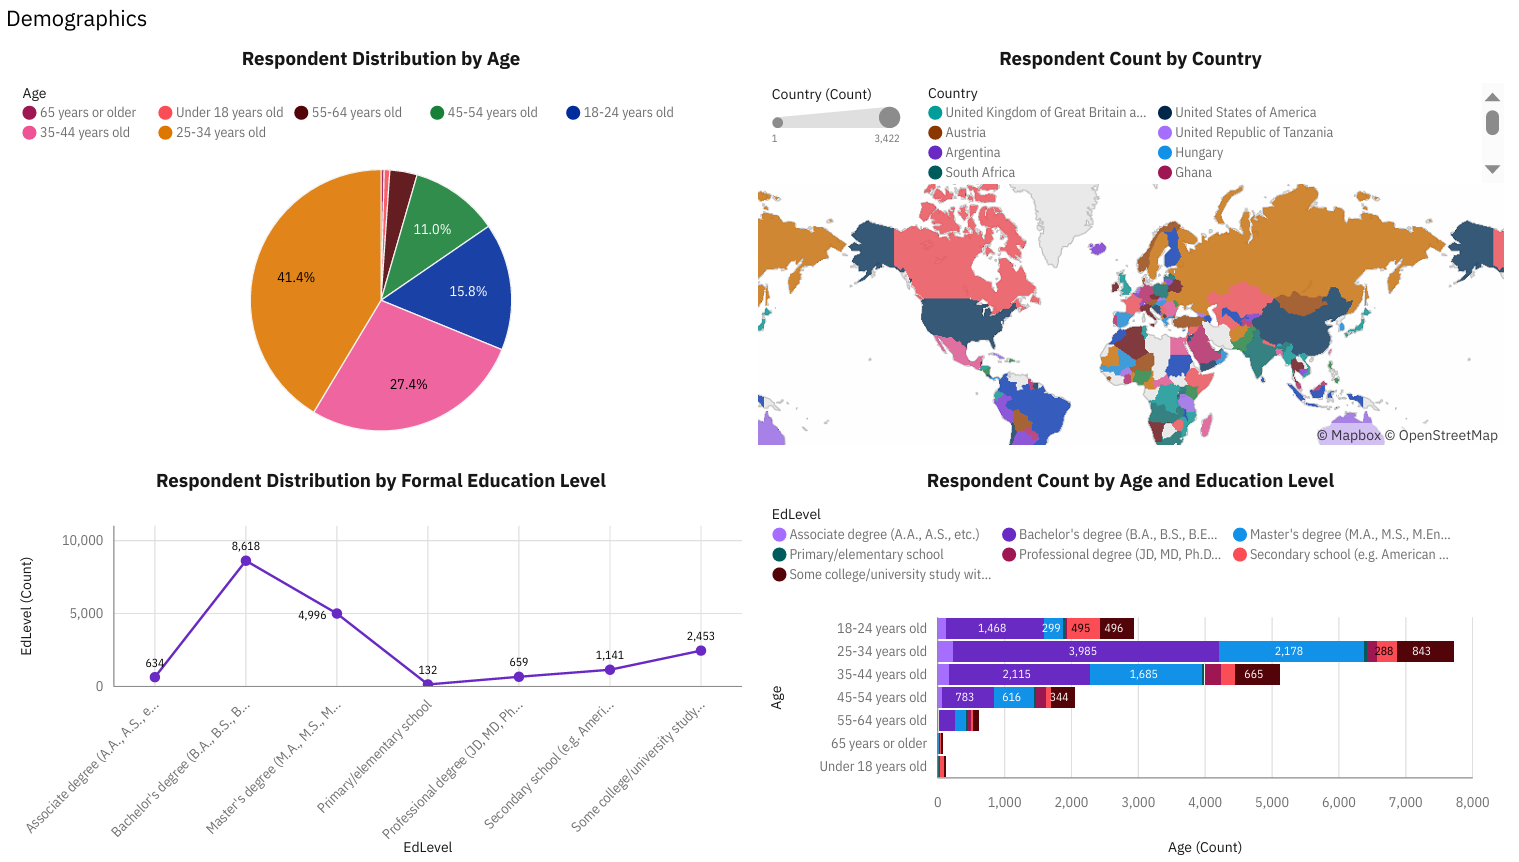 Demographics
Respondent Distribution by Age
Age
65 years or older
Under 18 years old
55-64 years old
45-54 years old
18-24 years old
35-44 years old
25-34 years old
11.0%
41.4%
15.8%
27.4%
Respondent Count by Country
Country (Count)
1
3,422
Country
United Kingdom of Great Britain a...
United States of America
Austria
United Republic of Tanzania
Argentina
Hungary
South Africa
Ghana
© Mapbox © OpenStreetMap
Respondent Distribution by Formal Education Level
EdLevel (Count)
10,000
5,000
0
634
8,618
4,996
132
659
1,141
2,453
Associate degree (A.A., A.S., e...
Bachelor's degree (B.A., B.S., B...
Master's degree (M.A., M.S., M...
Primary/elementary school
Professional degree (JD, MD, Ph...
Secondary school (e.g. Ameri...
Some college/university study...
EdLevel
Respondent Count by Age and Education Level
EdLevel
Associate degree (A.A., A.S., etc.)
Bachelor's degree (B.A., B.S., B.E...
Master's degree (M.A., M.S., M.En...
Primary/elementary school
Professional degree (JD, MD, Ph.D...
Secondary school (e.g. American ...
Some college/university study wit...
Age
18-24 years old 1,468 299 495 496
25-34 years old 3,985 2,178 288 843
35-44 years old 2,115 1,685 665
45-54 years old 783 616 344
55-64 years old
65 years or older
Under 18 years old
0 1,000 2,000 3,000 4,000 5,000 6,000 7,000 8,000
Age (Count)